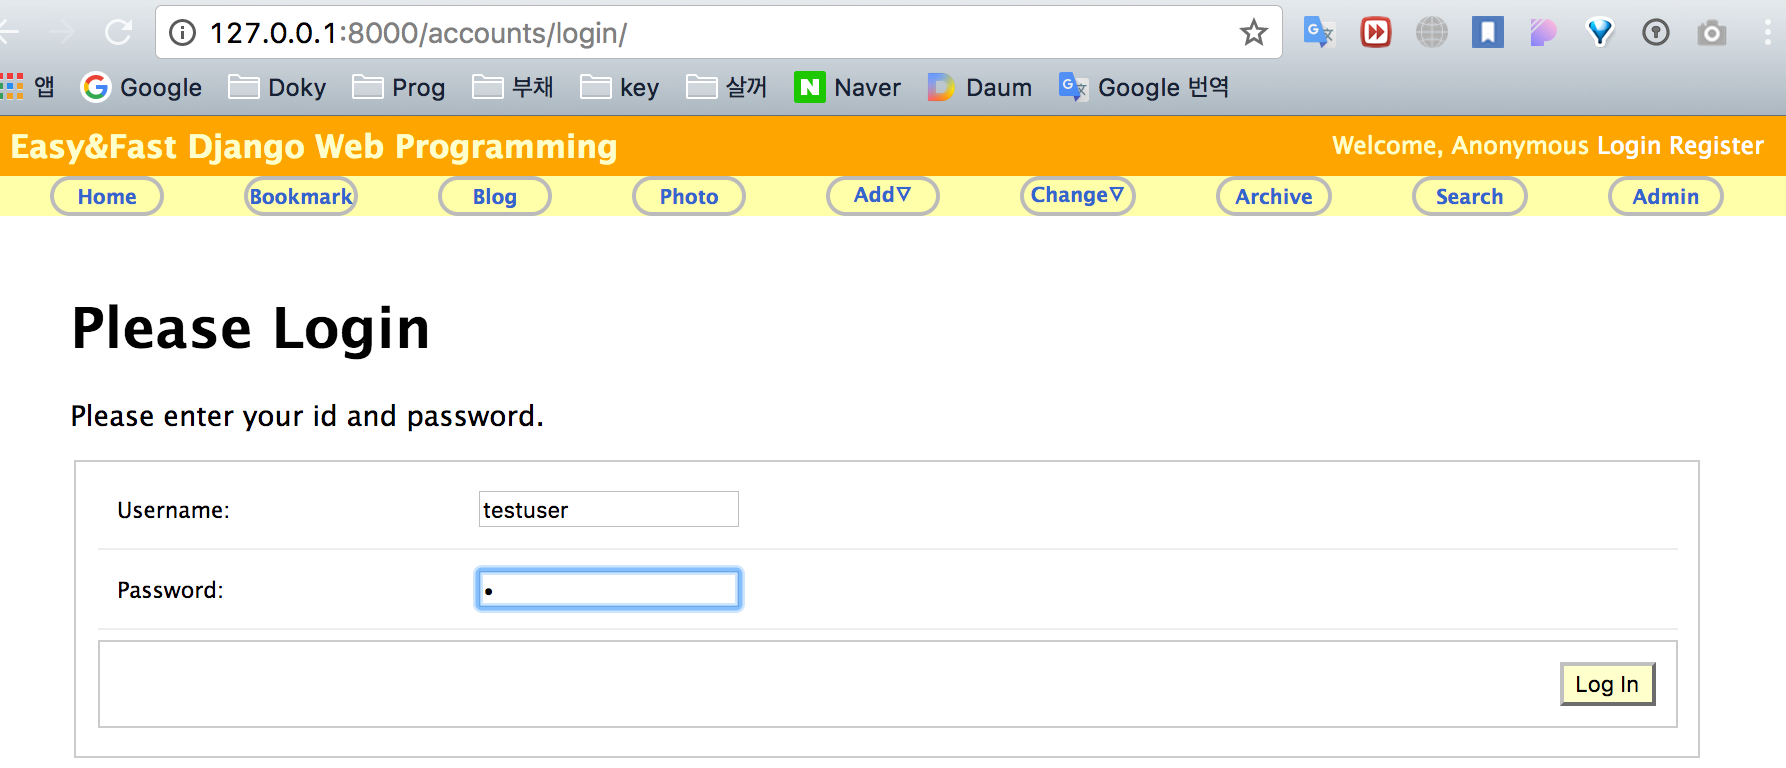 127.0.0.1:8000/accounts/login/
앱 Google Doky Prog 부채 key 살꺼 N Naver Daum Google 번역
Easy&Fast Django Web Programming Welcome, Anonymous Login Register
Home Bookmark Blog Photo Add▽ Change▽ Archive Search Admin
Please Login
Please enter your id and password.
Username: testuser
Password: •
Log In